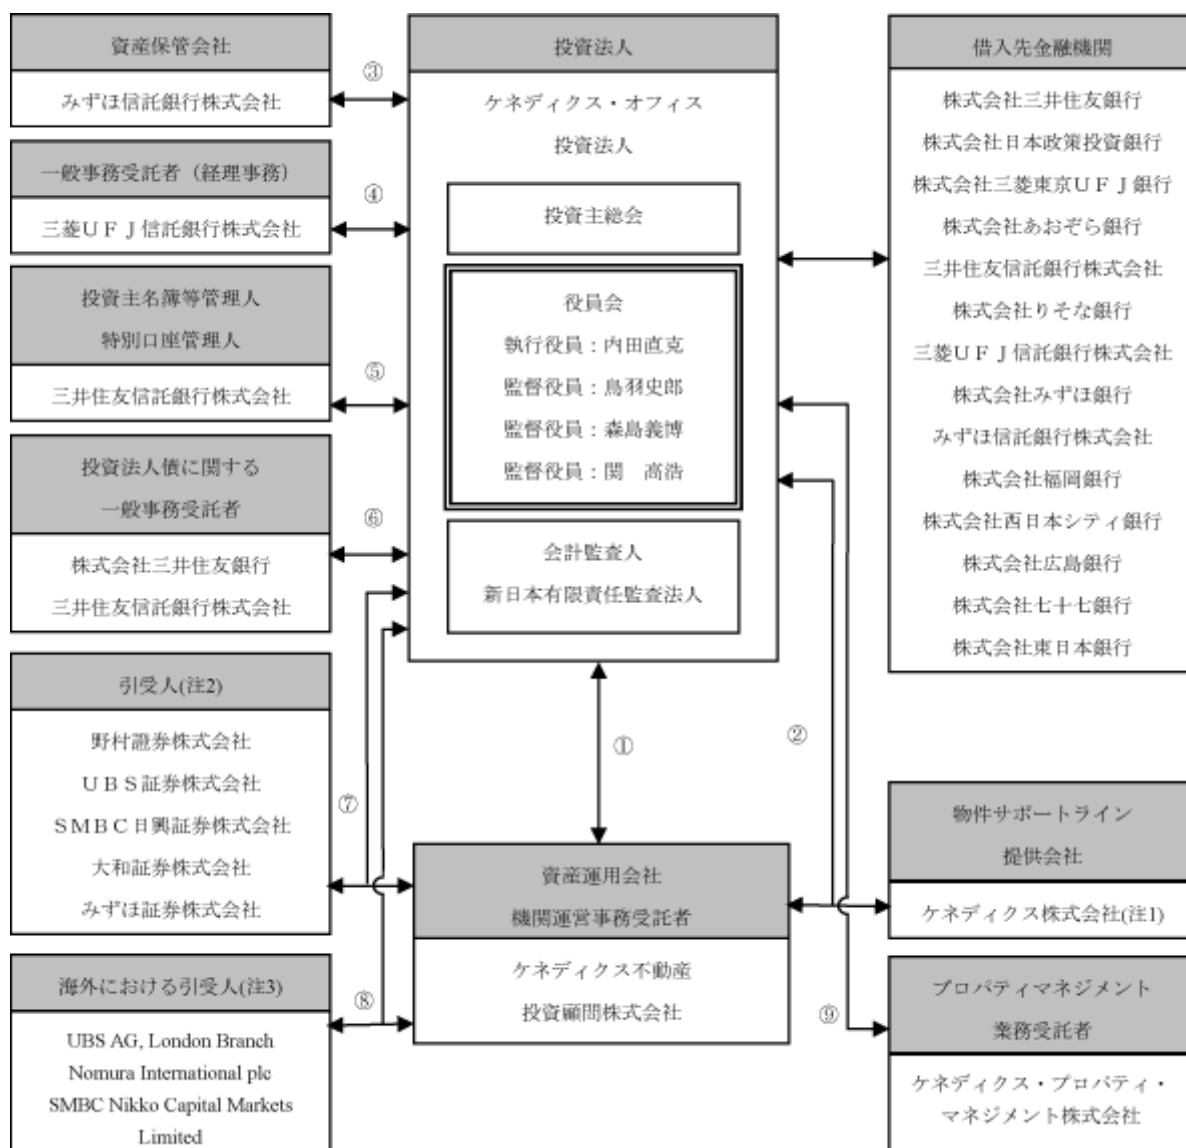 資産保管会社
みずほ信託銀行株式会社
③
一般事務受託者（経理事務）
三菱ＵＦＪ信託銀行株式会社
④
投資主名簿等管理人
特別口座管理人
三井住友信託銀行株式会社
⑤
投資法人債に関する
一般事務受託者
株式会社三井住友銀行
三井住友信託銀行株式会社
⑥
引受人(注2)
野村證券株式会社
ＵＢＳ証券株式会社
ＳＭＢＣ日興証券株式会社
大和証券株式会社
みずほ証券株式会社
⑦
海外における引受人(注3)
UBS AG, London Branch
Nomura International plc
SMBC Nikko Capital Markets
Limited
⑧
投資法人
ケネディクス・オフィス
投資法人
投資主総会
役員会
執行役員：内田直克
監督役員：鳥羽史郎
監督役員：森島義博
監督役員：関　高浩
会計監査人
新日本有限責任監査法人
①
②
資産運用会社
機関運営事務受託者
ケネディクス不動産
投資顧問株式会社
⑨
借入先金融機関
株式会社三井住友銀行
株式会社日本政策投資銀行
株式会社三菱東京ＵＦＪ銀行
株式会社あおぞら銀行
三井住友信託銀行株式会社
株式会社りそな銀行
三菱ＵＦＪ信託銀行株式会社
株式会社みずほ銀行
みずほ信託銀行株式会社
株式会社福岡銀行
株式会社西日本シティ銀行
株式会社広島銀行
株式会社七十七銀行
株式会社東日本銀行
物件サポートライン
提供会社
ケネディクス株式会社(注1)
プロパティマネジメント
業務受託者
ケネディクス・プロパティ・
マネジメント株式会社